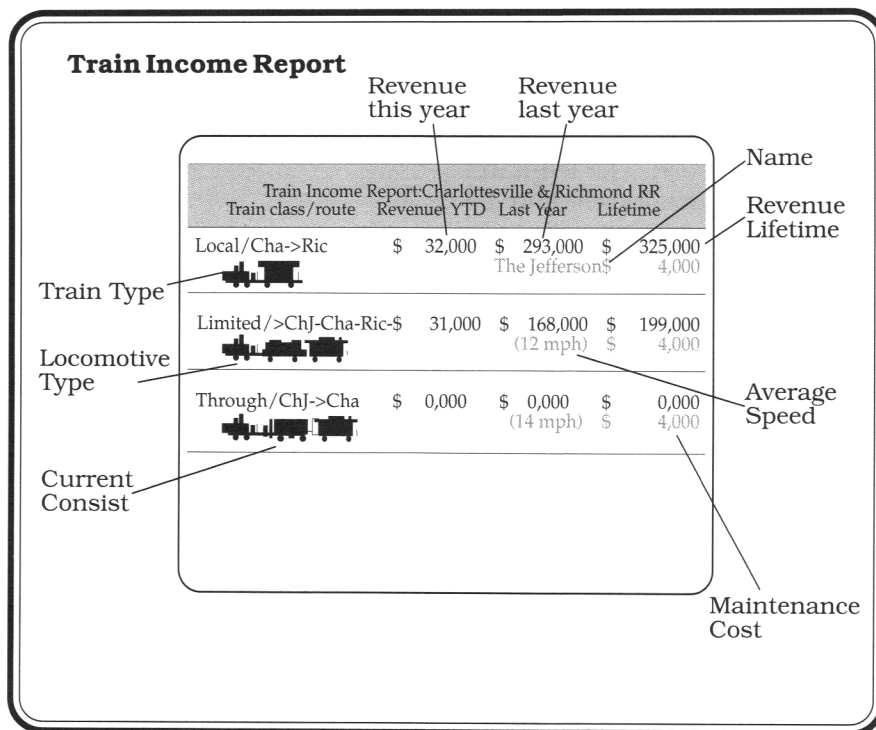 Train Income Report
Revenue this year
Revenue last year
Name
Revenue Lifetime
Train Type
Locomotive Type
Current Consist
Average Speed
Maintenance Cost
Train Income Report:Charlottesville & Richmond RR
Train class/route Revenue YTD Last Year Lifetime
Local/Cha->Ric $ 32,000 $ 293,000 $ 325,000
The Jefferson$ 4,000
Limited/>ChJ-Cha-Ric-$ 31,000 $ 168,000 $ 199,000
(12 mph) $ 4,000
Through/ChJ->Cha $ 0,000 $ 0,000 $ 0,000
(14 mph) $ 4,000